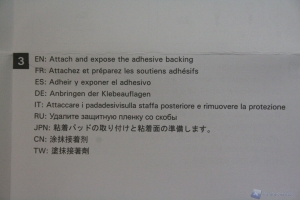 3
EN: Attach and expose the adhesive backing
FR: Attachez et préparez les soutiens adhésifs
ES: Adheir y exponer el adhesivo
DE: Anbringen der Klebeauflagen
IT: Attaccare i padadesivisulla staffa posteriore e rimuovere la protezione
RU: Удалите защитную пленку со скобы
JPN: 粘着パッドの取り付けと粘着面の準備します。
CN: 涂抹接着剂
TW: 塗抹接著劑